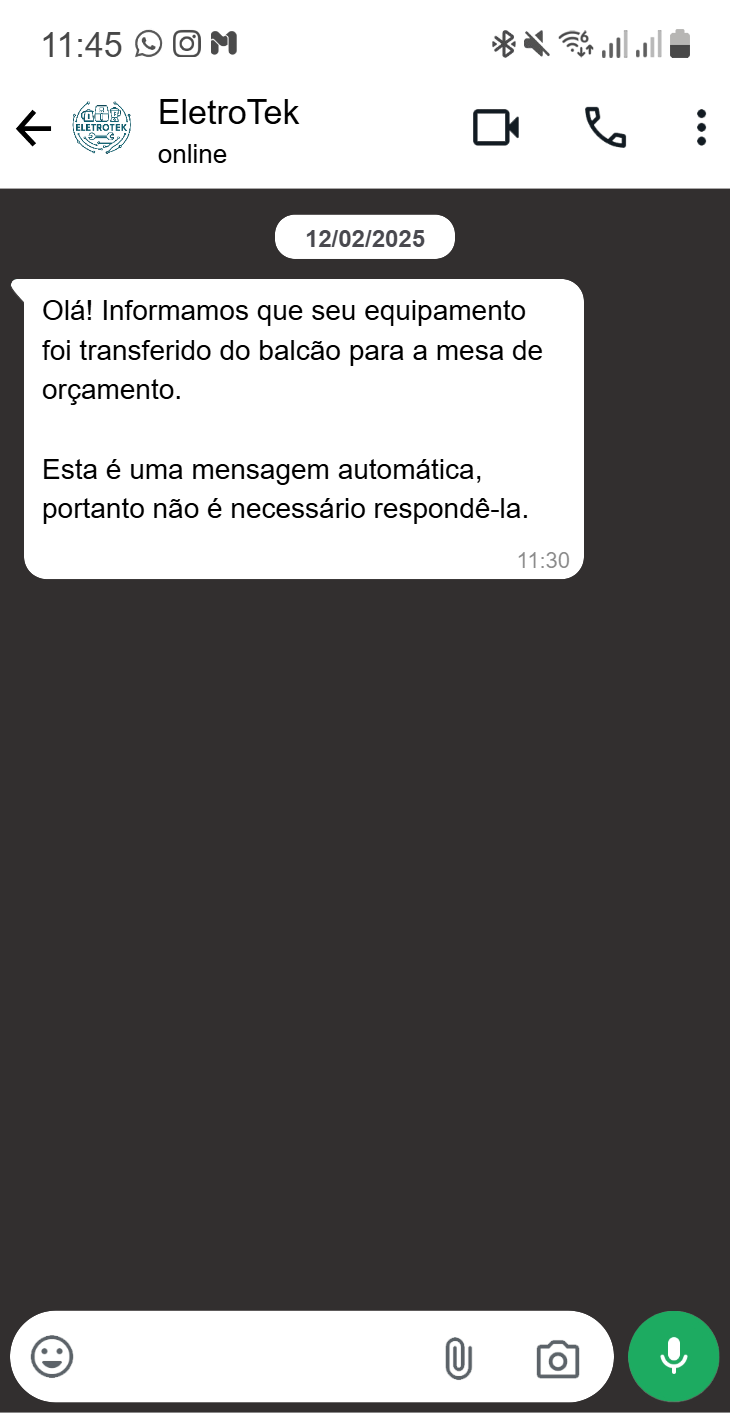 11:45
EletroTek
ELETROTEK
online
12/02/2025
Olá! Informamos que seu equipamento
foi transferido do balcão para a mesa de
orçamento.
Esta é uma mensagem automática,
portanto não é necessário respondê-la.
11:30